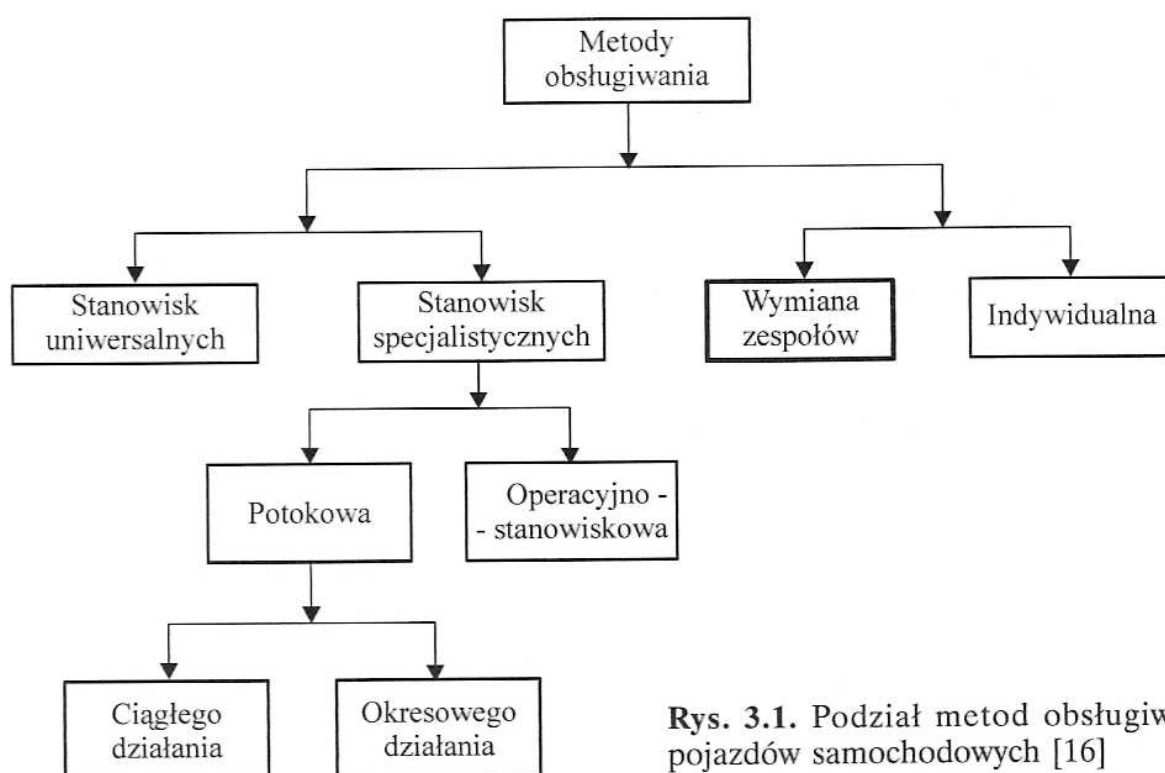 Metody
obsługiwania
Stanowisk
uniwersalnych
Stanowisk
specjalistycznych
Wymiana
zespołów
Indywidualna
Potokowa
Operacyjno -
- stanowiskowa
Ciągłego
działania
Okresowego
działania
Rys. 3.1. Podział metod obsługiw
pojazdów samochodowych [16]